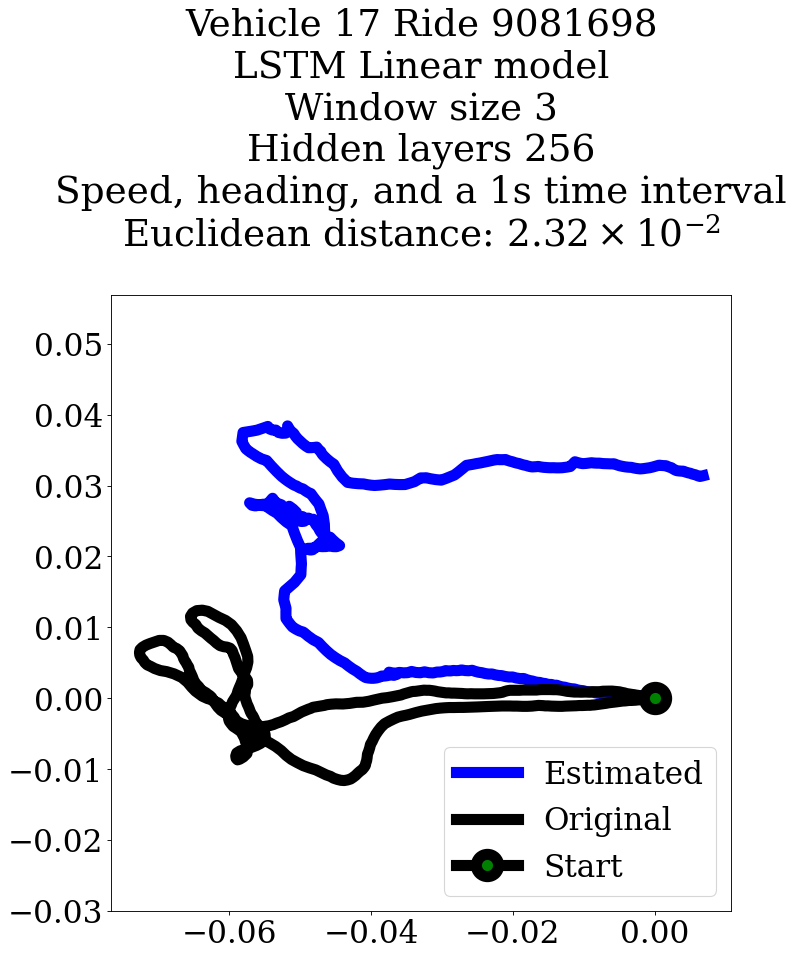 Vehicle 17 Ride 9081698
LSTM Linear model
Window size 3
Hidden layers 256
Speed, heading, and a 1s time interval
Euclidean distance: 2.32 × 10⁻²
0.05
0.04
0.03
0.02
0.01
0.00
−0.01
−0.02
−0.03
Estimated
Original
Start
−0.06 −0.04 −0.02 0.00